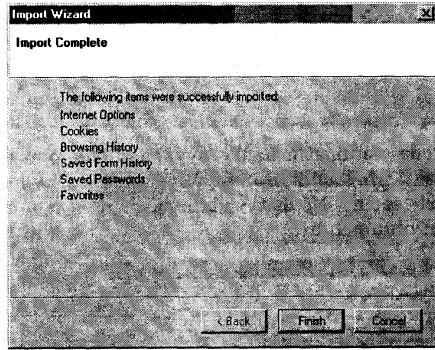 Import Wizard
Import Complete
The following items were successfully imported:
Internet Options
Cookies
Browsing History
Saved Form History
Saved Passwords
Favorites
< Back
Finish
Cancel